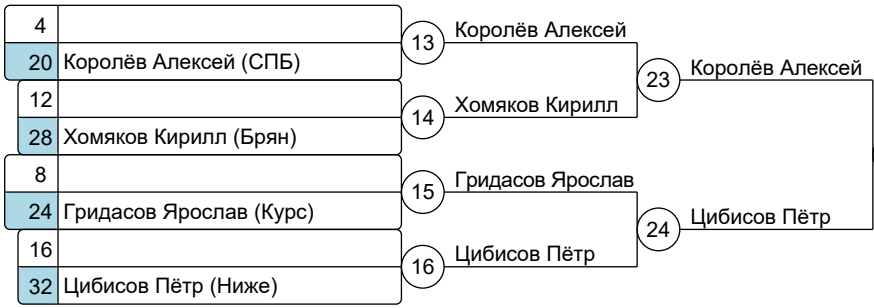 4
20 Королёв Алексей (СПБ)
12
28 Хомяков Кирилл (Брян)
8
24 Гридасов Ярослав (Курс)
16
32 Цибисов Пётр (Ниже)
13 Королёв Алексей
14 Хомяков Кирилл
15 Гридасов Ярослав
16 Цибисов Пётр
23 Королёв Алексей
24 Цибисов Пётр